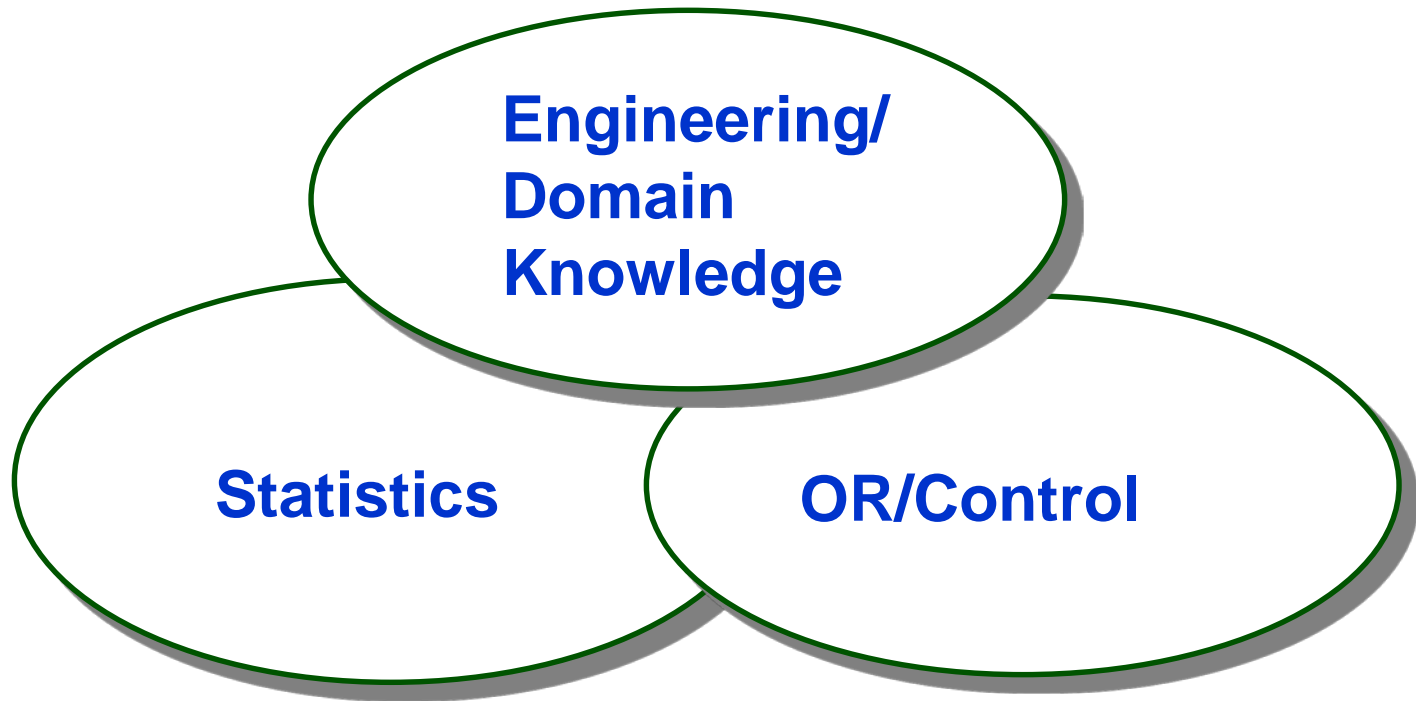 Engineering/
Domain
Knowledge
Statistics
OR/Control